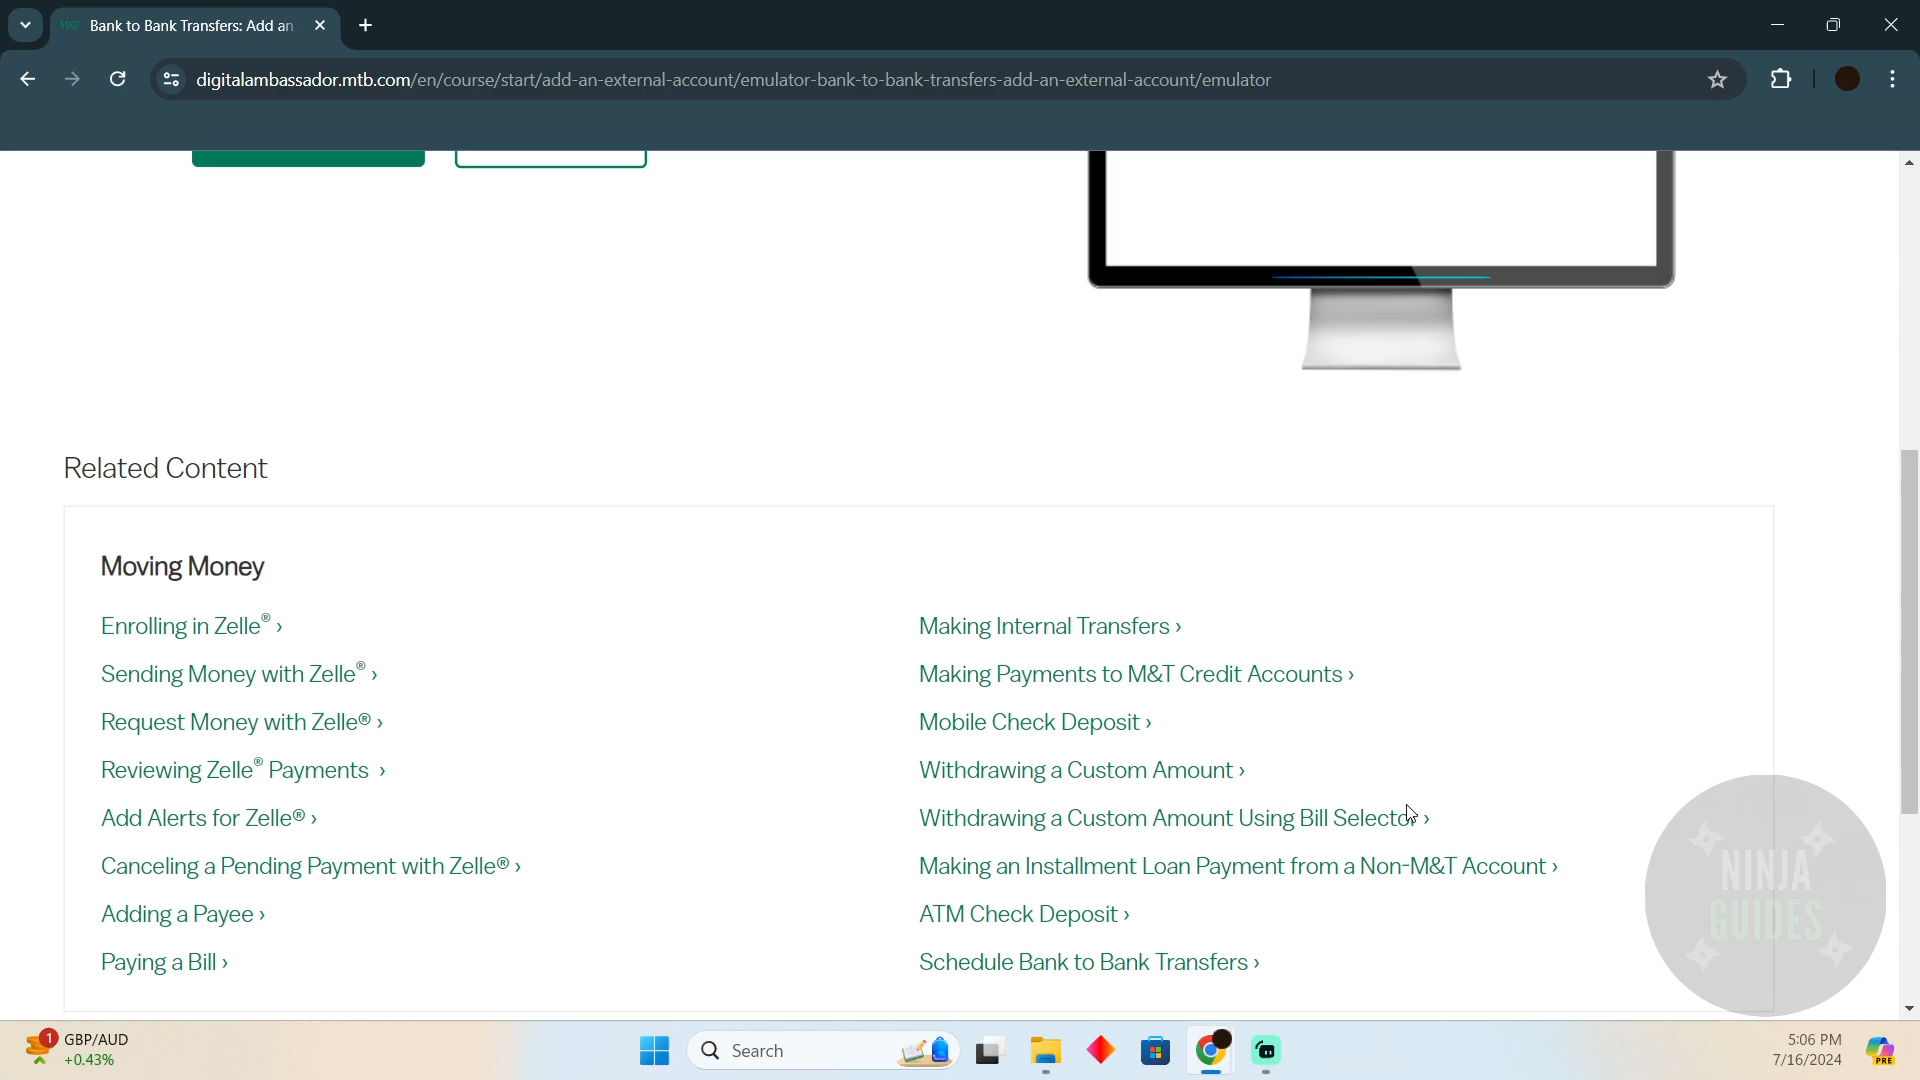 M&T Bank to Bank Transfers: Add an
digitalambassador.mtb.com/en/course/start/add-an-external-account/emulator-bank-to-bank-transfers-add-an-external-account/emulator
Related Content
Moving Money
Enrolling in Zelle® ›
Sending Money with Zelle® ›
Request Money with Zelle® ›
Reviewing Zelle® Payments ›
Add Alerts for Zelle® ›
Canceling a Pending Payment with Zelle® ›
Adding a Payee ›
Paying a Bill ›
Making Internal Transfers ›
Making Payments to M&T Credit Accounts ›
Mobile Check Deposit ›
Withdrawing a Custom Amount ›
Withdrawing a Custom Amount Using Bill Selector ›
Making an Installment Loan Payment from a Non-M&T Account ›
ATM Check Deposit ›
Schedule Bank to Bank Transfers ›
NINJA
GUIDES
1
GBP/AUD
+0.43%
Search
5:06 PM
7/16/2024
PRE